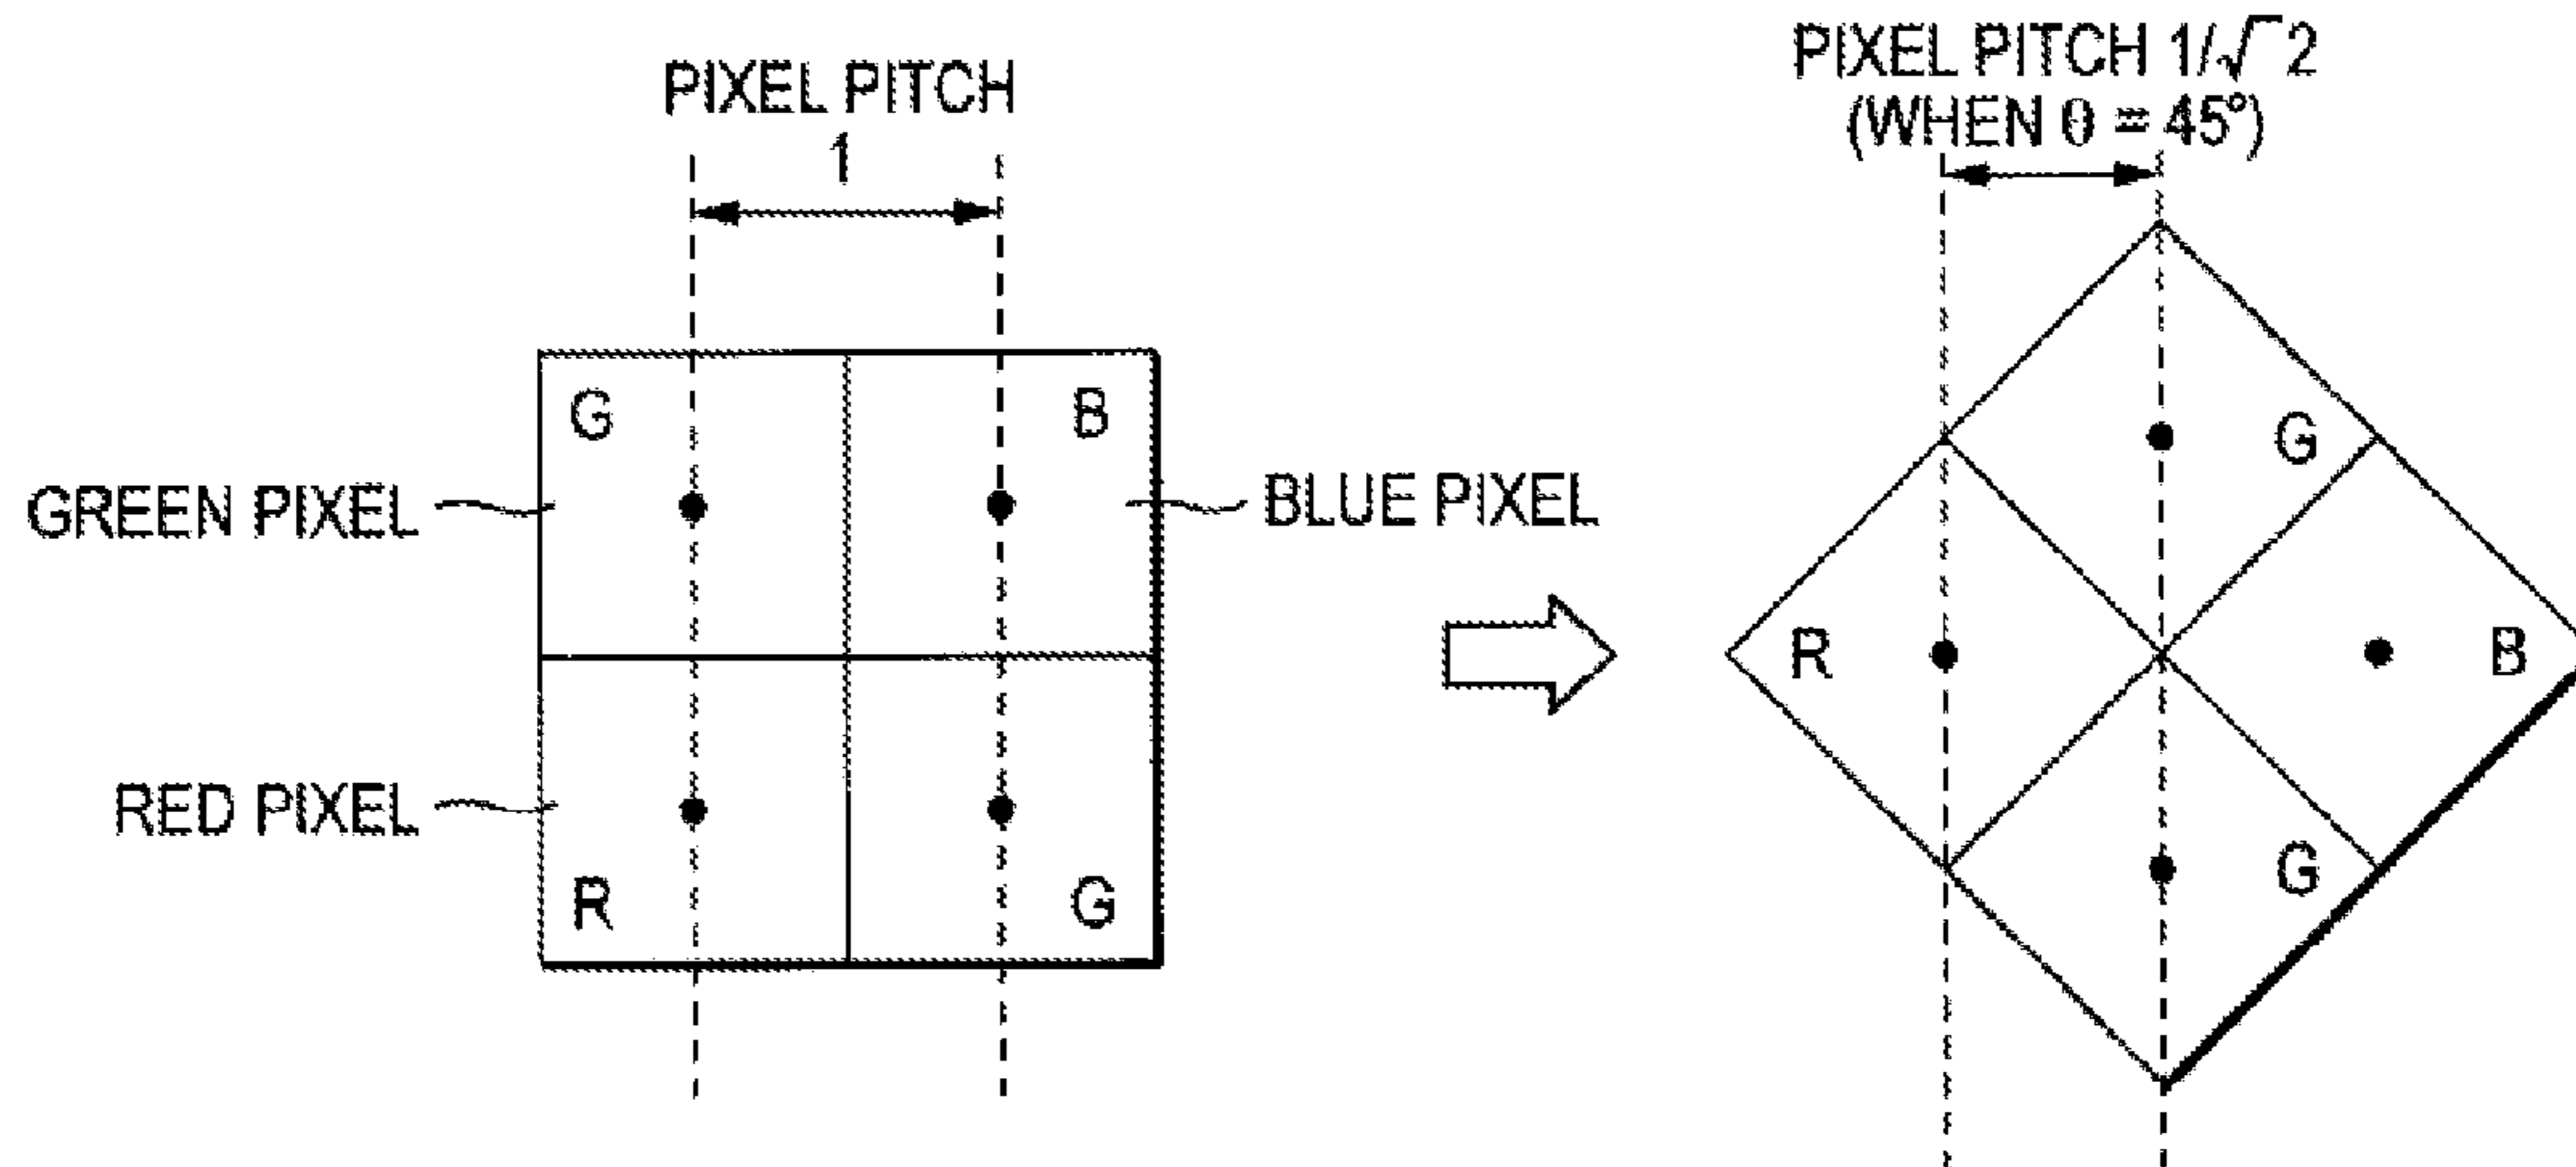 PIXEL PITCH
1
G
B
GREEN PIXEL
BLUE PIXEL
RED PIXEL
R
G
PIXEL PITCH 1/√2
(WHEN θ = 45°)
G
R
B
G